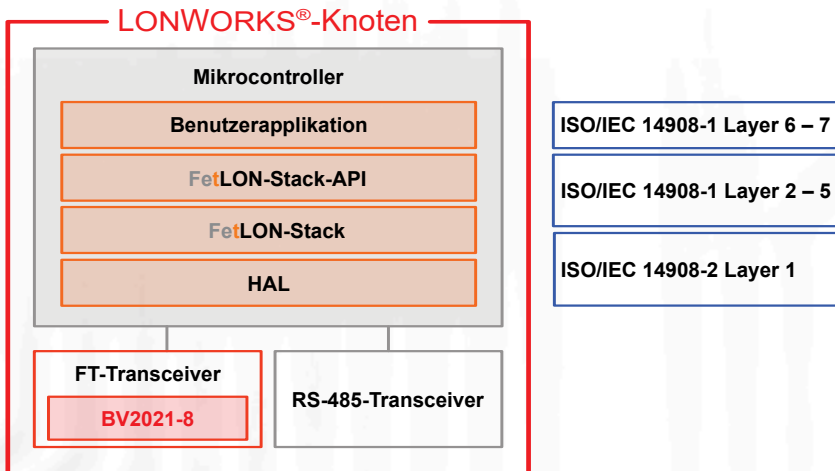 LONWORKS®-Knoten
Mikrocontroller
Benutzerapplikation
FetLON-Stack-API
FetLON-Stack
HAL
FT-Transceiver
BV2021-8
RS-485-Transceiver
ISO/IEC 14908-1 Layer 6 – 7
ISO/IEC 14908-1 Layer 2 – 5
ISO/IEC 14908-2 Layer 1